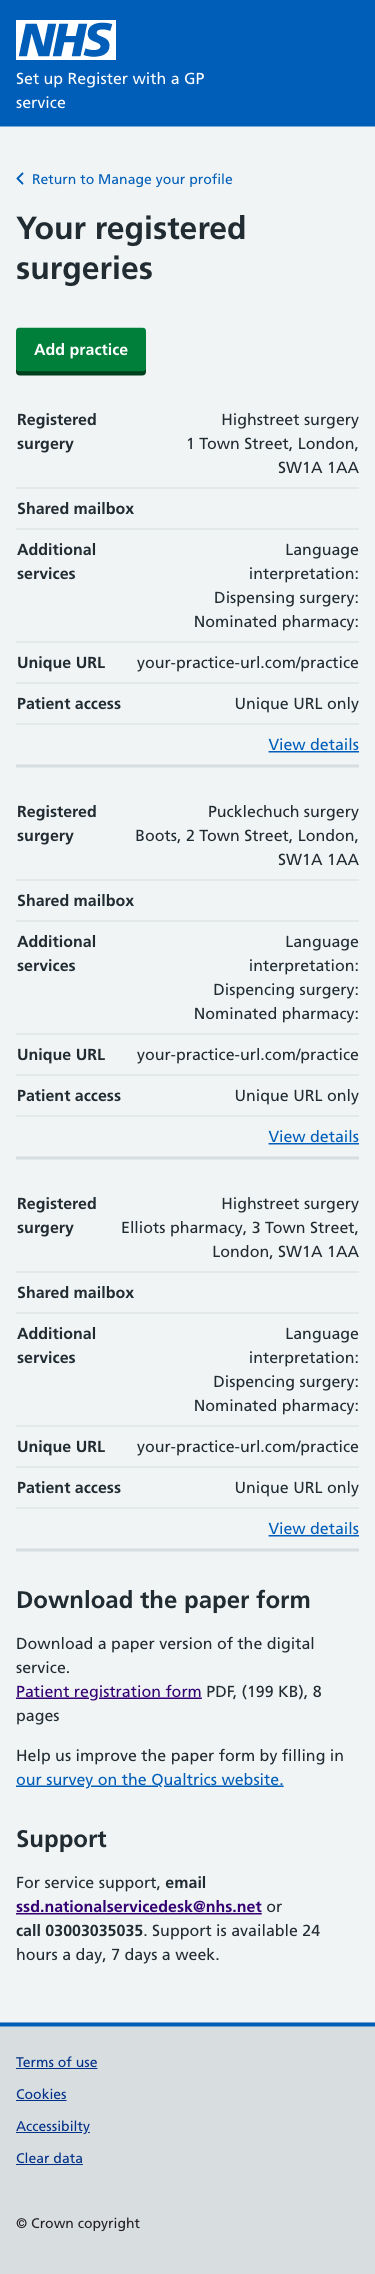 NHS
Set up Register with a GP
service
Return to Manage your profile
Your registered
surgeries
Add practice
Registered
surgery
Highstreet surgery
1 Town Street, London,
SW1A 1AA
Shared mailbox
Additional
services
Language
interpretation:
Dispensing surgery:
Nominated pharmacy:
Unique URL your-practice-url.com/practice
Patient access Unique URL only
View details
Registered
surgery
Pucklechuch surgery
Boots, 2 Town Street, London,
SW1A 1AA
Shared mailbox
Additional
services
Language
interpretation:
Dispencing surgery:
Nominated pharmacy:
Unique URL your-practice-url.com/practice
Patient access Unique URL only
View details
Registered
surgery
Highstreet surgery
Elliots pharmacy, 3 Town Street,
London, SW1A 1AA
Shared mailbox
Additional
services
Language
interpretation:
Dispencing surgery:
Nominated pharmacy:
Unique URL your-practice-url.com/practice
Patient access Unique URL only
View details
Download the paper form
Download a paper version of the digital
service.
Patient registration form PDF, (199 KB), 8
pages
Help us improve the paper form by filling in
our survey on the Qualtrics website.
Support
For service support, email
ssd.nationalservicedesk@nhs.net or
call 03003035035. Support is available 24
hours a day, 7 days a week.
Terms of use
Cookies
Accessibilty
Clear data
© Crown copyright